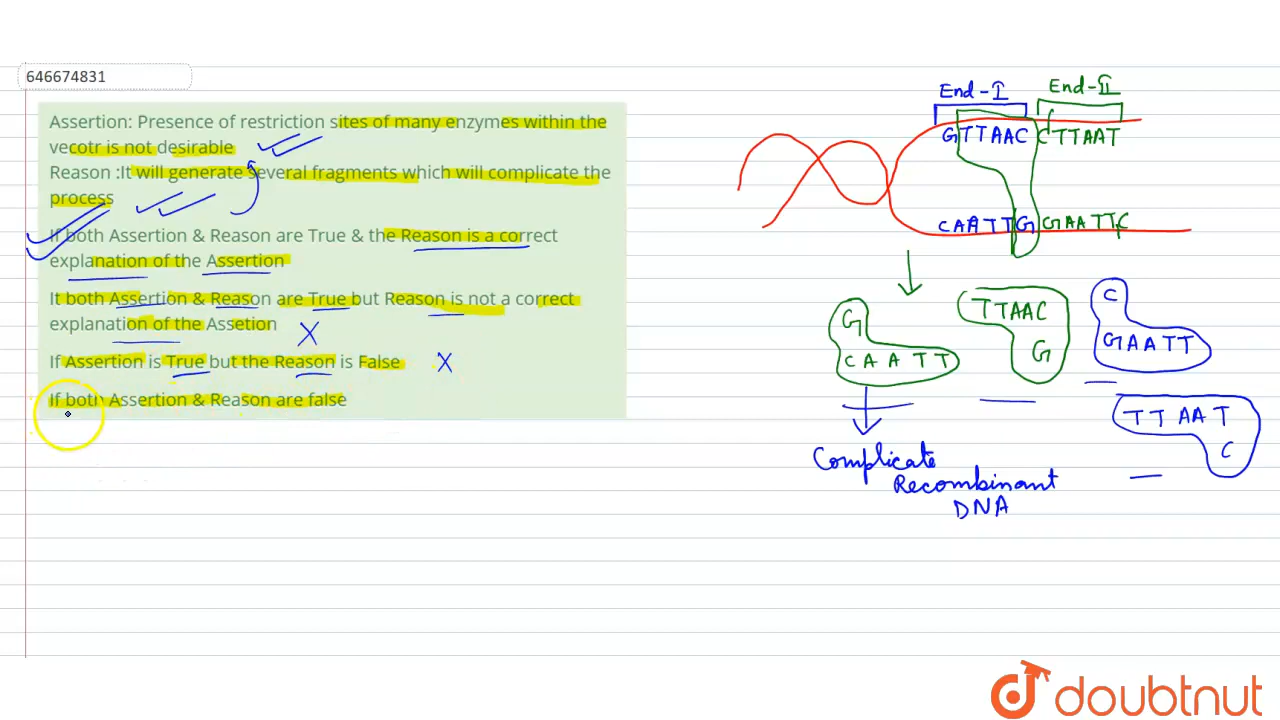 646674831
Assertion: Presence of restriction sites of many enzymes within the
vecotr is not desirable
Reason :It will generate several fragments which will complicate the
process
If both Assertion & Reason are True & the Reason is a correct
explanation of the Assertion
It both Assertion & Reason are True but Reason is not a correct
explanation of the Assetion
X
If Assertion is True but the Reason is False
X
If both Assertion & Reason are false
End-I
End-II
GTTAAC
CTTAAT
CAATTG
GAATTC
G
CAATT
TTAAC
G
C
GAATT
TTAAT
C
Complicate
Recombinant
DNA
doubtnut